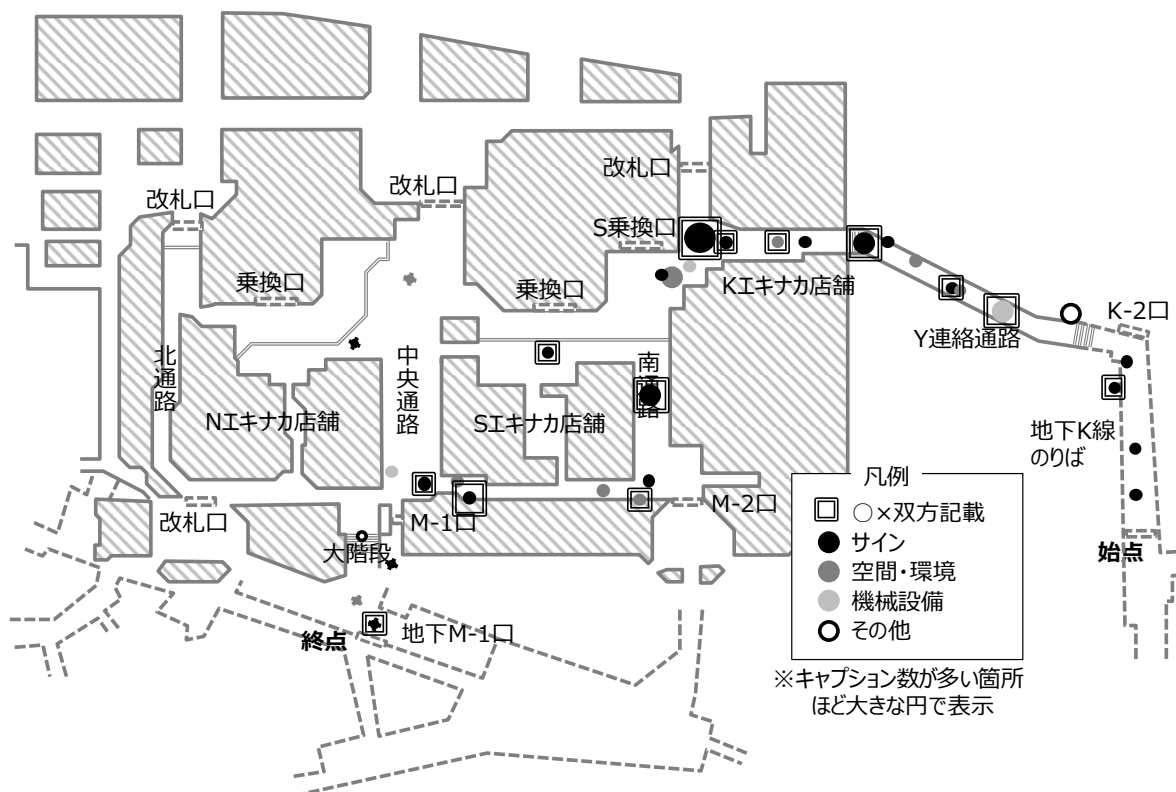 改札口
改札口
改札口
S乗換口
乗換口
乗換口
Kエキナカ店舗
K-2口
Y連絡通路
北通路
中央通路
南通路
Nエキナカ店舗
Sエキナカ店舗
地下K線
のりば
改札口
M-1口
M-2口
大階段
始点
終点
地下M-1口
凡例
○×双方記載
サイン
空間・環境
機械設備
その他
※キャプション数が多い箇所
ほど大きな円で表示